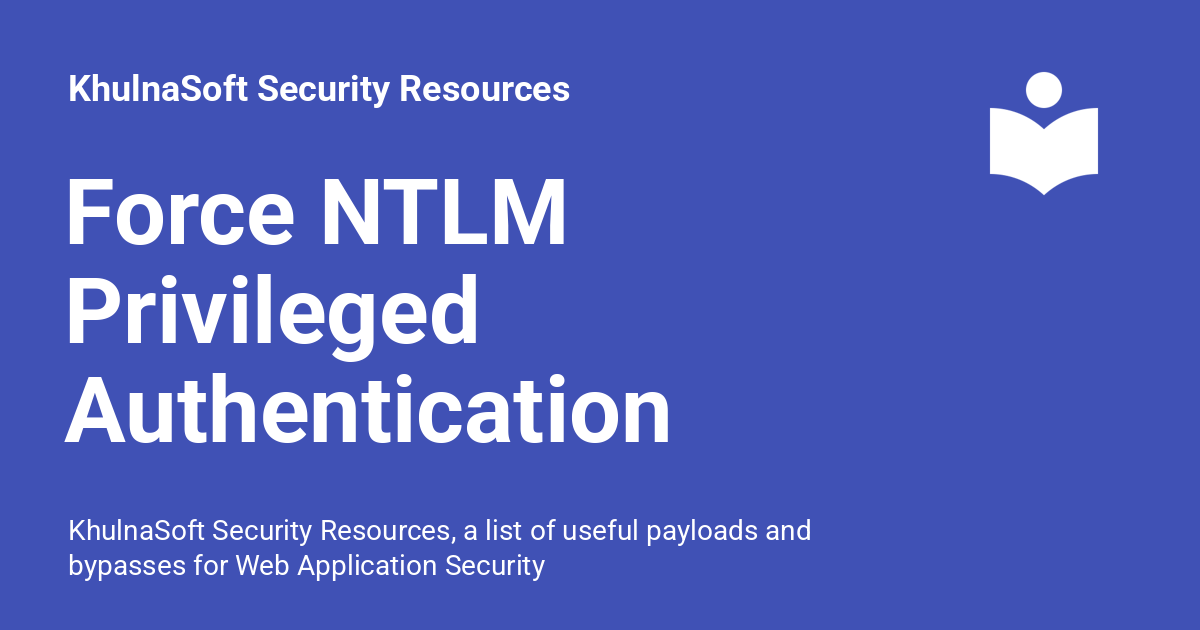 KhulnaSoft Security Resources
Force NTLM
Privileged
Authentication
KhulnaSoft Security Resources, a list of useful payloads and
bypasses for Web Application Security